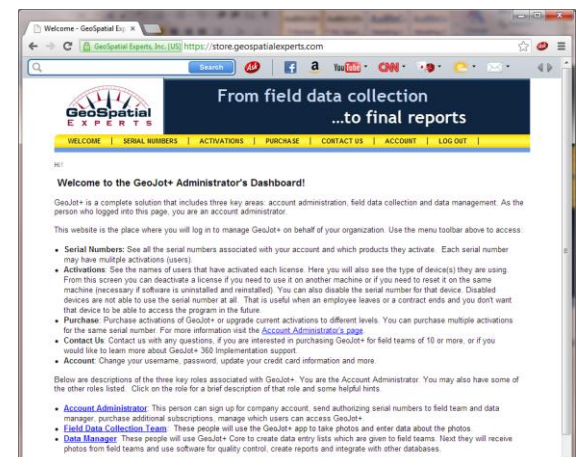 Welcome - GeoSpatial Exp
GeoSpatial Experts, Inc. [US] https://store.geospatialexperts.com
Search Ask f a YouTube CNN
GeoSpatial
EXPERTS
From field data collection
...to final reports
WELCOME | SERIAL NUMBERS | ACTIVATIONS | PURCHASE | CONTACT US | ACCOUNT | LOG OUT |
Hi!
Welcome to the GeoJot+ Administrator's Dashboard!
GeoJot+ is a complete solution that includes three key areas: account administration, field data collection and data management. As the
person who logged into this page, you are an account administrator.
This website is the place where you will log in to manage GeoJot+ on behalf of your organization. Use the menu toolbar above to access:
• Serial Numbers: See all the serial numbers associated with your account and which products they activate. Each serial number
may have mulitple activations (users).
• Activations: See the names of users that have activated each license. Here you will also see the type of device(s) they are using.
From this screen you can deactivate a license if you need to use it on another machine or if you need to reset it on the same
machine (necessary if software is uninstalled and reinstalled). You can also disable the serial number for that device. Disabled
devices are not able to use the serial number at all. That is useful when an employee leaves or a contract ends and you don't want
that device to be able to access the program in the future.
• Purchase: Purchase activations of GeoJot+ or upgrade current activations to different levels. You can purchase multiple activations
for the same serial number. For more information visit the Account Administrator's page.
• Contact Us: Contact us with any questions, if you are interested in purchasing GeoJot+ for field teams of 10 or more, or if you
would like to learn more about GeoJot+ 360 Implementation support.
• Account: Change your username, password, update your credit card information and more.
Below are descriptions of the three key roles associated with GeoJot+. You are the Account Administrator. You may also have some of
the other roles listed. Click on the role for a brief description of that role and some helpful hints.
• Account Administrator: This person can sign up for company account, send authorizing serial numbers to field team and data
manager, purchase additional subscriptions, manage which users can access GeoJot+.
• Field Data Collection Team: These people will use the GeoJot+ app to take photos and enter data about the photos.
• Data Manager: These people will use GeoJot+ Core to create data entry lists which are given to field teams. Next they will receive
photos from field teams and use software for quality control, create reports and integrate with other databases.